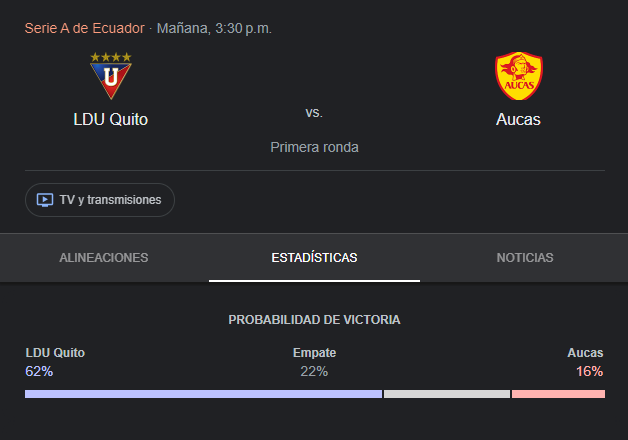 Serie A de Ecuador · Mañana, 3:30 p.m.
U
AUCAS
LDU Quito
vs.
Aucas
Primera ronda
TV y transmisiones
ALINEACIONES
ESTADÍSTICAS
NOTICIAS
PROBABILIDAD DE VICTORIA
LDU Quito
Empate
Aucas
62%
22%
16%